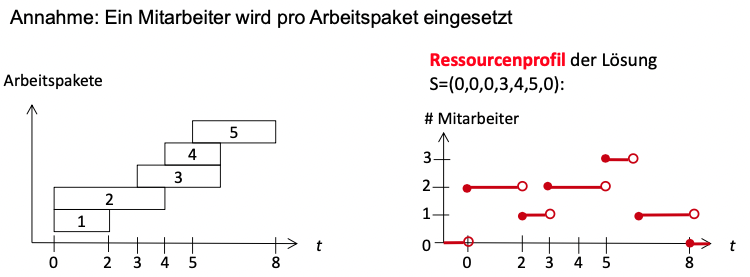 Annahme: Ein Mitarbeiter wird pro Arbeitspaket eingesetzt
Ressourcenprofil der Lösung
S=(0,0,0,3,4,5,0):
Arbeitspakete
5
4
3
2
1
0 2 3 4 5 8 t
# Mitarbeiter
3
2
1
0
0 2 3 4 5 8 t